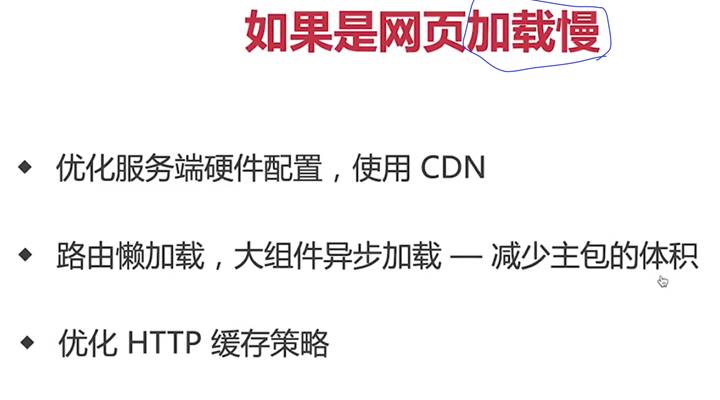 如果是网页加载慢
◆ 优化服务端硬件配置，使用 CDN
◆ 路由懒加载，大组件异步加载 — 减少主包的体积
◆ 优化 HTTP 缓存策略